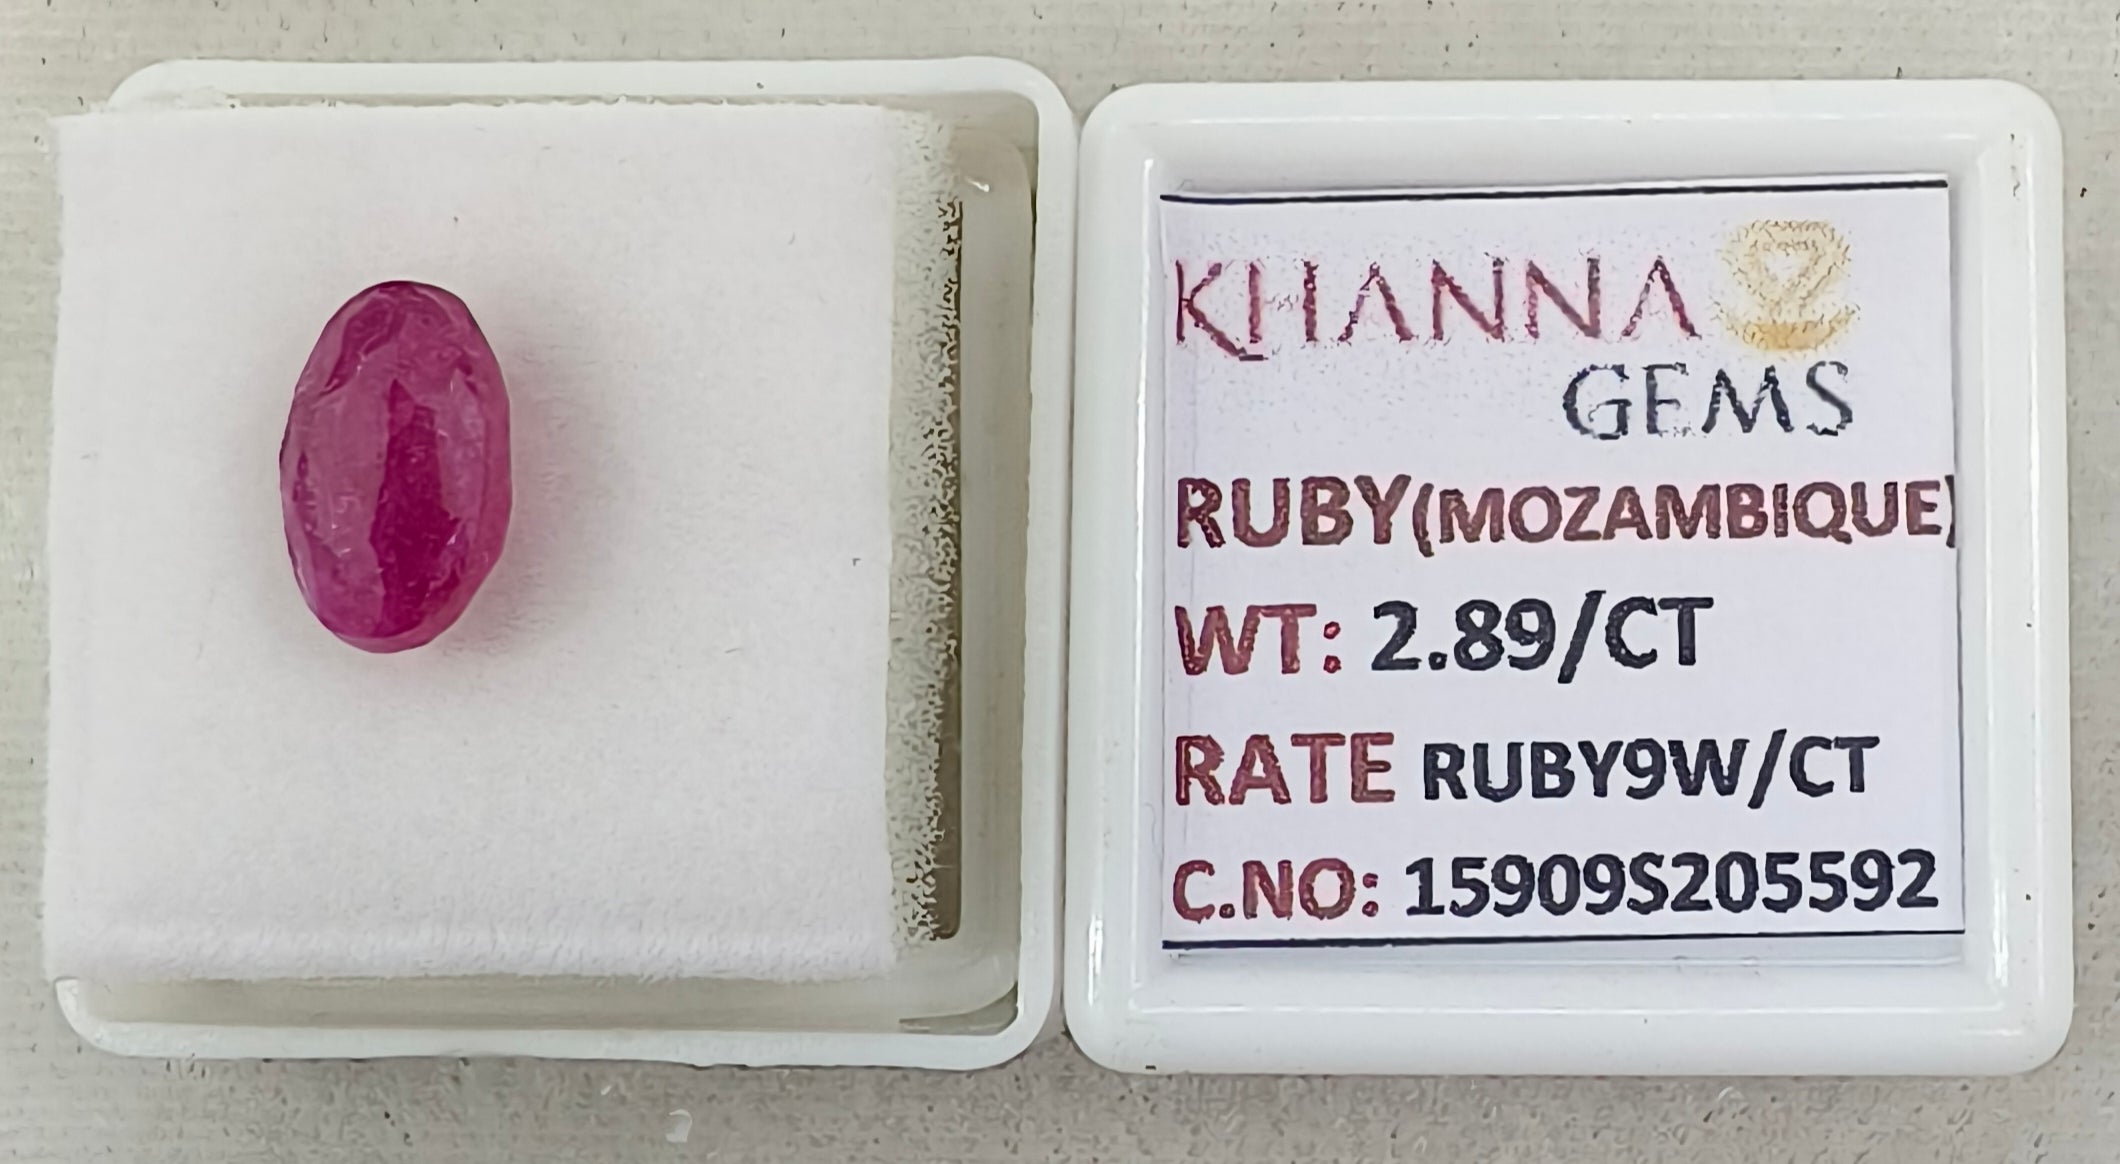 KHANNA
GEMS
RUBY(MOZAMBIQUE)
WT: 2.89/CT
RATE RUBY9W/CT
C.NO: 15909S205592